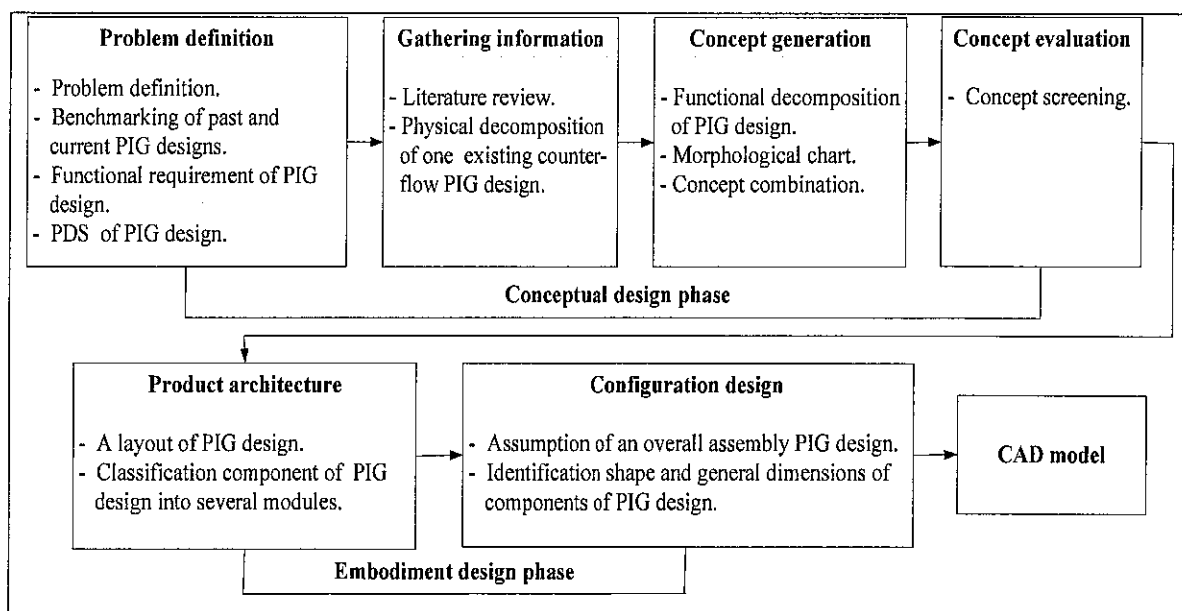 Problem definition
- Problem definition.
- Benchmarking of past and
current PIG designs.
- Functional requirement of PIG
design.
- PDS of PIG design.
Gathering information
- Literature review.
- Physical decomposition
of one existing counter-
flow PIG design.
Concept generation
- Functional decomposition
of PIG design.
- Morphological chart.
- Concept combination.
Concept evaluation
- Concept screening.
Conceptual design phase
Product architecture
- A layout of PIG design.
- Classification component of PIG
design into several modules.
Configuration design
- Assumption of an overall assembly PIG design.
- Identification shape and general dimensions of
components of PIG design.
CAD model
Embodiment design phase